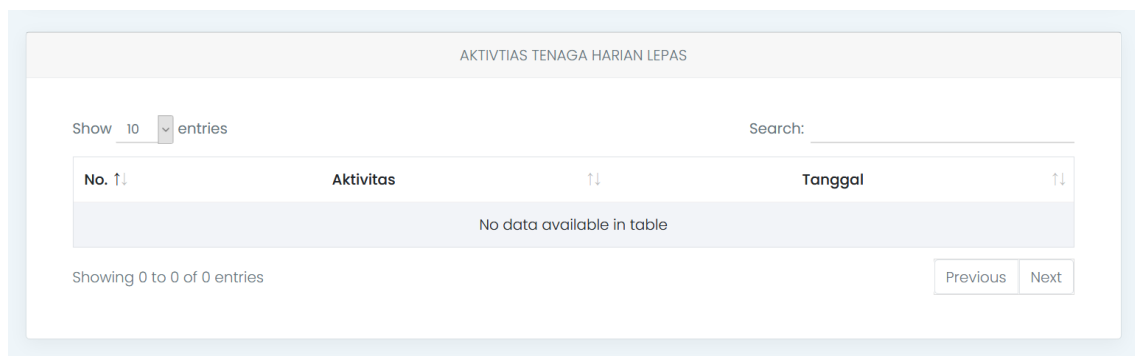 AKTIVTIAS TENAGA HARIAN LEPAS
Show 10 entries Search:
No. Aktivitas Tanggal
No data available in table
Showing 0 to 0 of 0 entries Previous Next